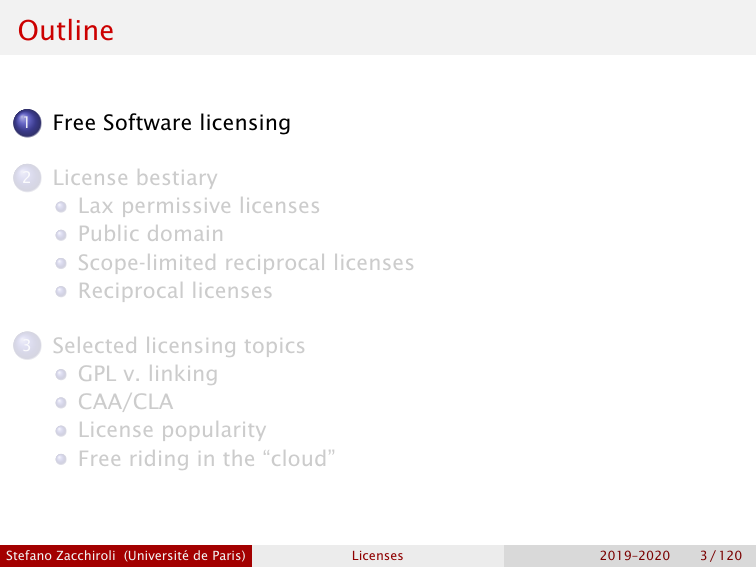 Outline
1 Free Software licensing
2 License bestiary
Lax permissive licenses
Public domain
Scope-limited reciprocal licenses
Reciprocal licenses
3 Selected licensing topics
GPL v. linking
CAA/CLA
License popularity
Free riding in the “cloud”
Stefano Zacchiroli (Université de Paris) Licenses 2019–2020 3 / 120